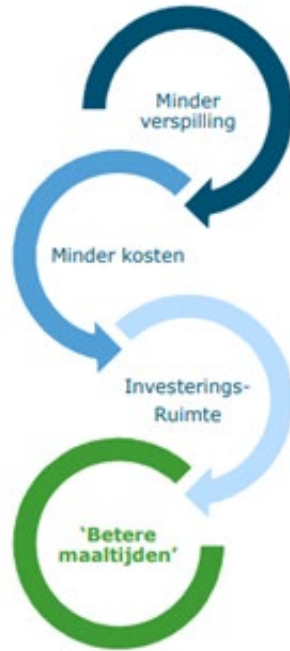 Minder
verspilling
Minder kosten
Investerings-
Ruimte
‘Betere
maaltijden’